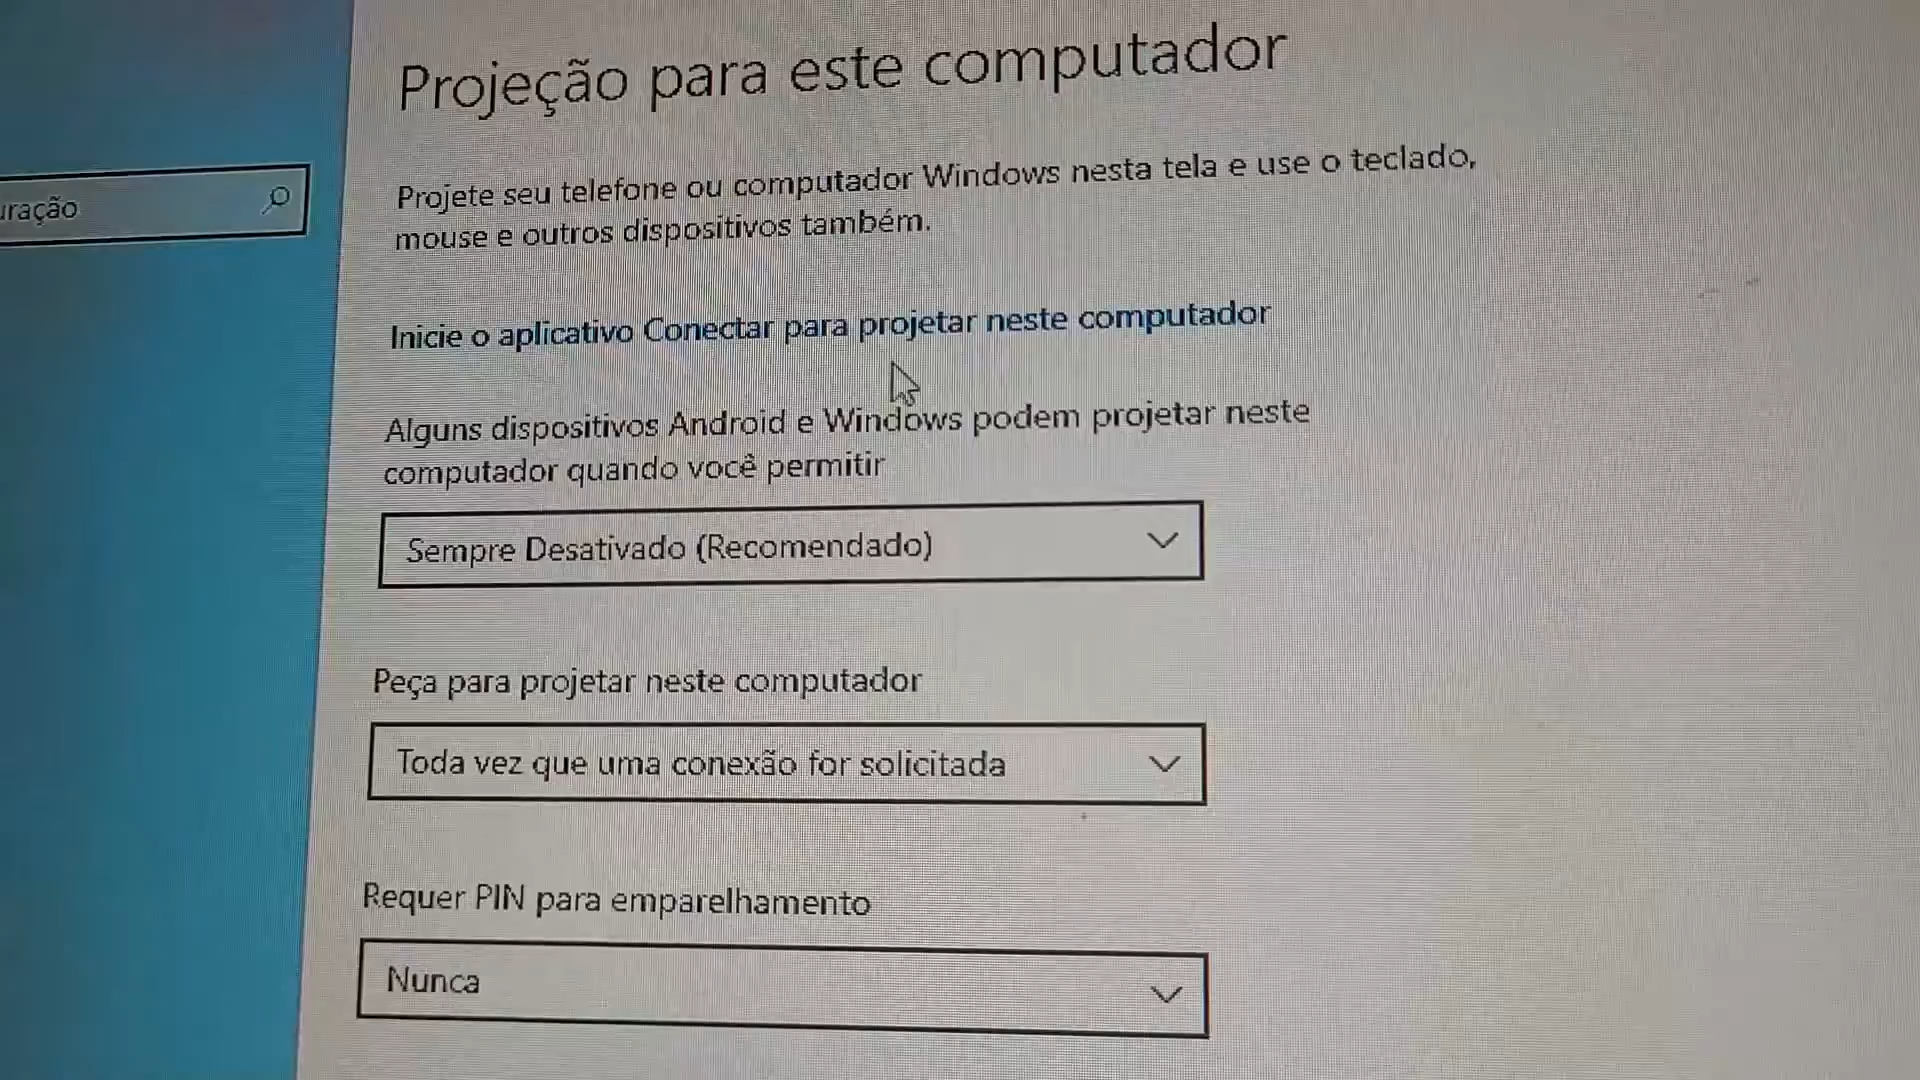 Projeção para este computador
Projete seu telefone ou computador Windows nesta tela e use o teclado,
mouse e outros dispositivos também.
uração
Inicie o aplicativo Conectar para projetar neste computador
Alguns dispositivos Android e Windows podem projetar neste
computador quando você permitir
Sempre Desativado (Recomendado)
Peça para projetar neste computador
Toda vez que uma conexão for solicitada
Requer PIN para emparelhamento
Nunca